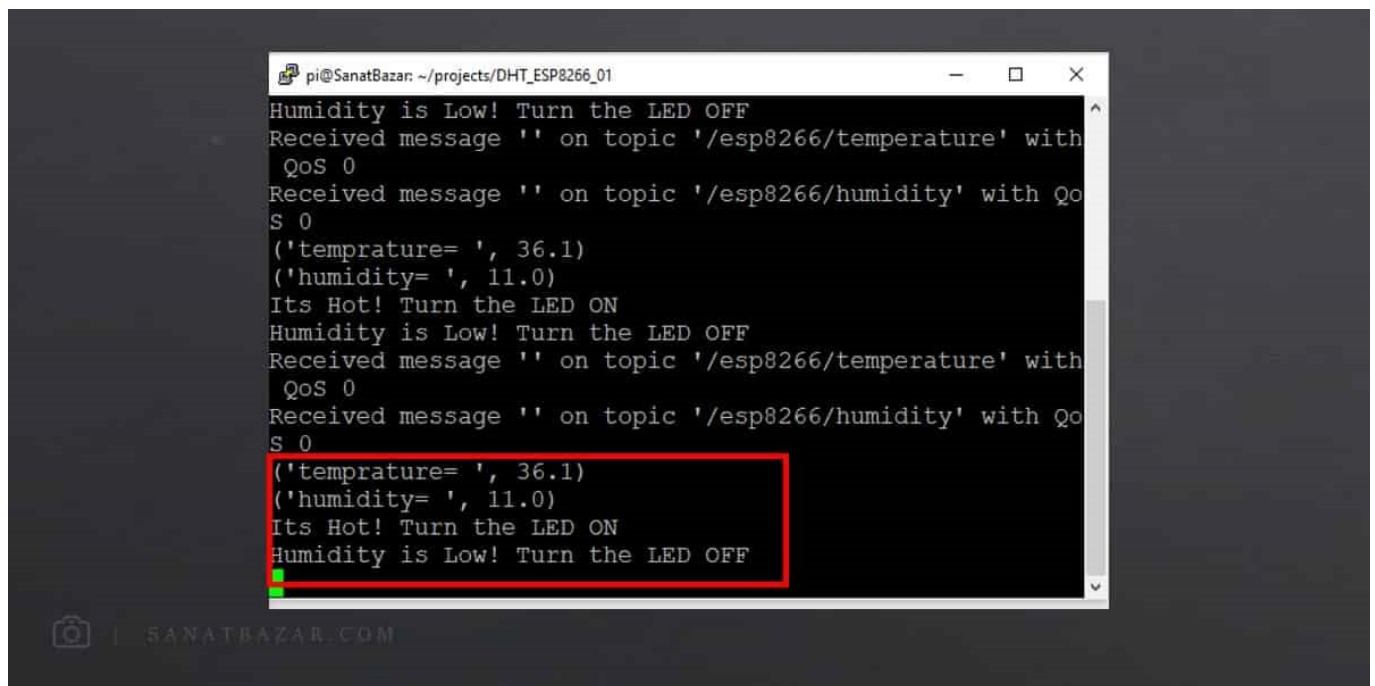 pi@SanatBazar: ~/projects/DHT_ESP8266_01
Humidity is Low! Turn the LED OFF
Received message '' on topic '/esp8266/temperature' with
 QoS 0
Received message '' on topic '/esp8266/humidity' with Qo
S 0
('temprature= ', 36.1)
('humidity= ', 11.0)
Its Hot! Turn the LED ON
Humidity is Low! Turn the LED OFF
Received message '' on topic '/esp8266/temperature' with
 QoS 0
Received message '' on topic '/esp8266/humidity' with Qo
S 0
('temprature= ', 36.1)
('humidity= ', 11.0)
Its Hot! Turn the LED ON
Humidity is Low! Turn the LED OFF
| SANATBAZAR.COM